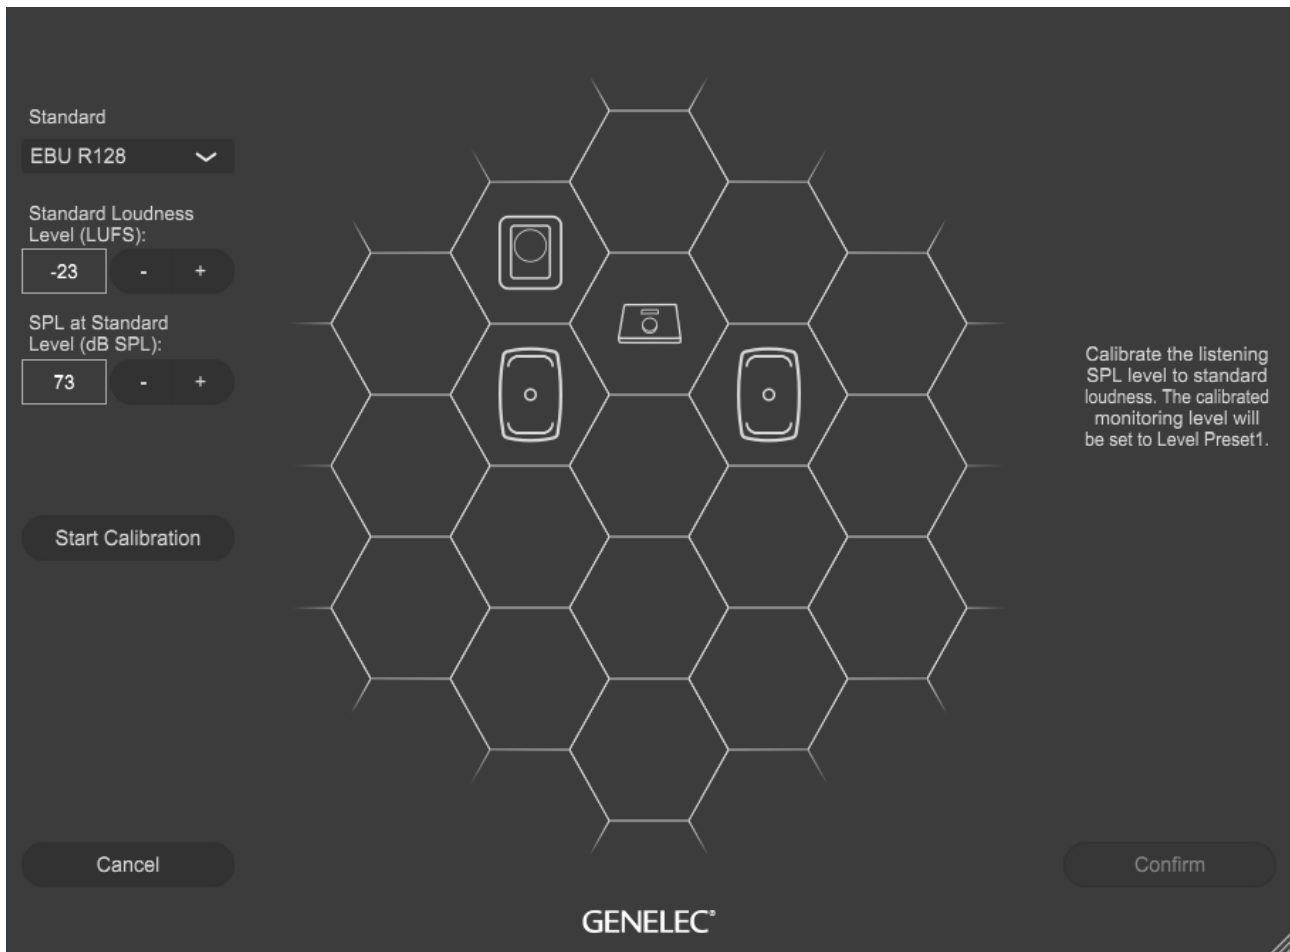 Standard
EBU R128
Standard Loudness
Level (LUFS):
-23 - +
SPL at Standard
Level (dB SPL):
73 - +
Start Calibration
Cancel
Calibrate the listening
SPL level to standard
loudness. The calibrated
monitoring level will
be set to Level Preset1.
Confirm
GENELEC®